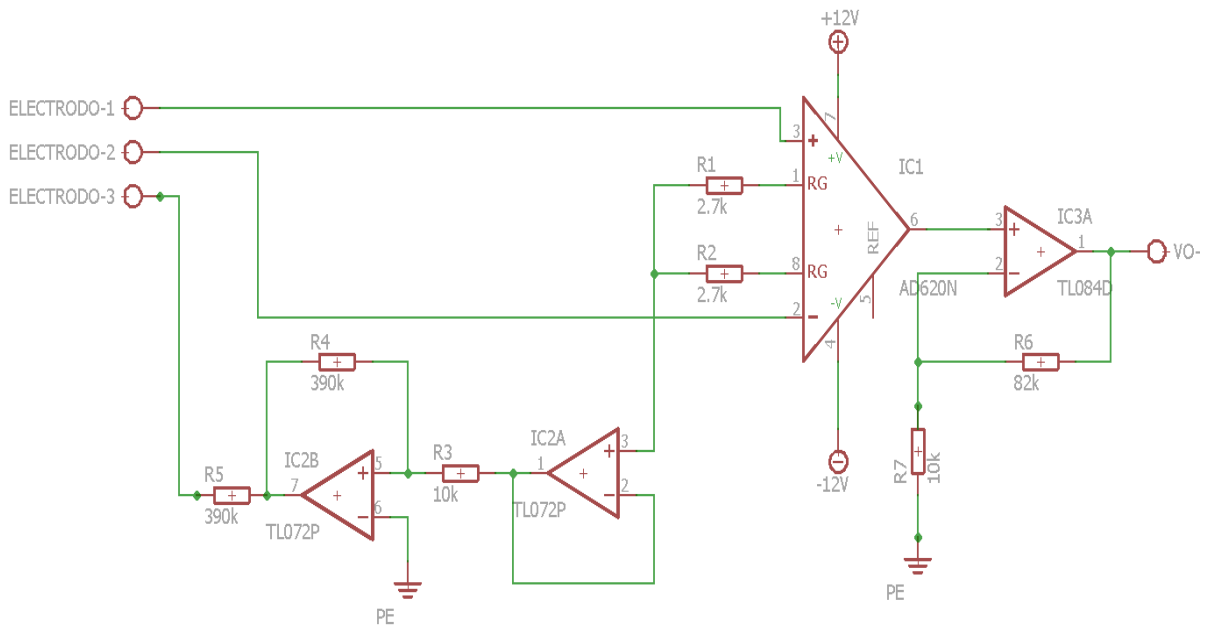 +12V
ELECTRODO-1
ELECTRODO-2
ELECTRODO-3
3
7
+V
R1
1
RG
2.7k
IC1
REF
6
R2
8
RG
2.7k
2
-V
5
4
AD620N
3
IC3A
1
VO-
2
TL084D
R4
390k
R6
82k
IC2A
3
1
2
TL072P
R3
10k
IC2B
5
7
6
TL072P
R5
390k
R7
10k
-12V
PE
PE